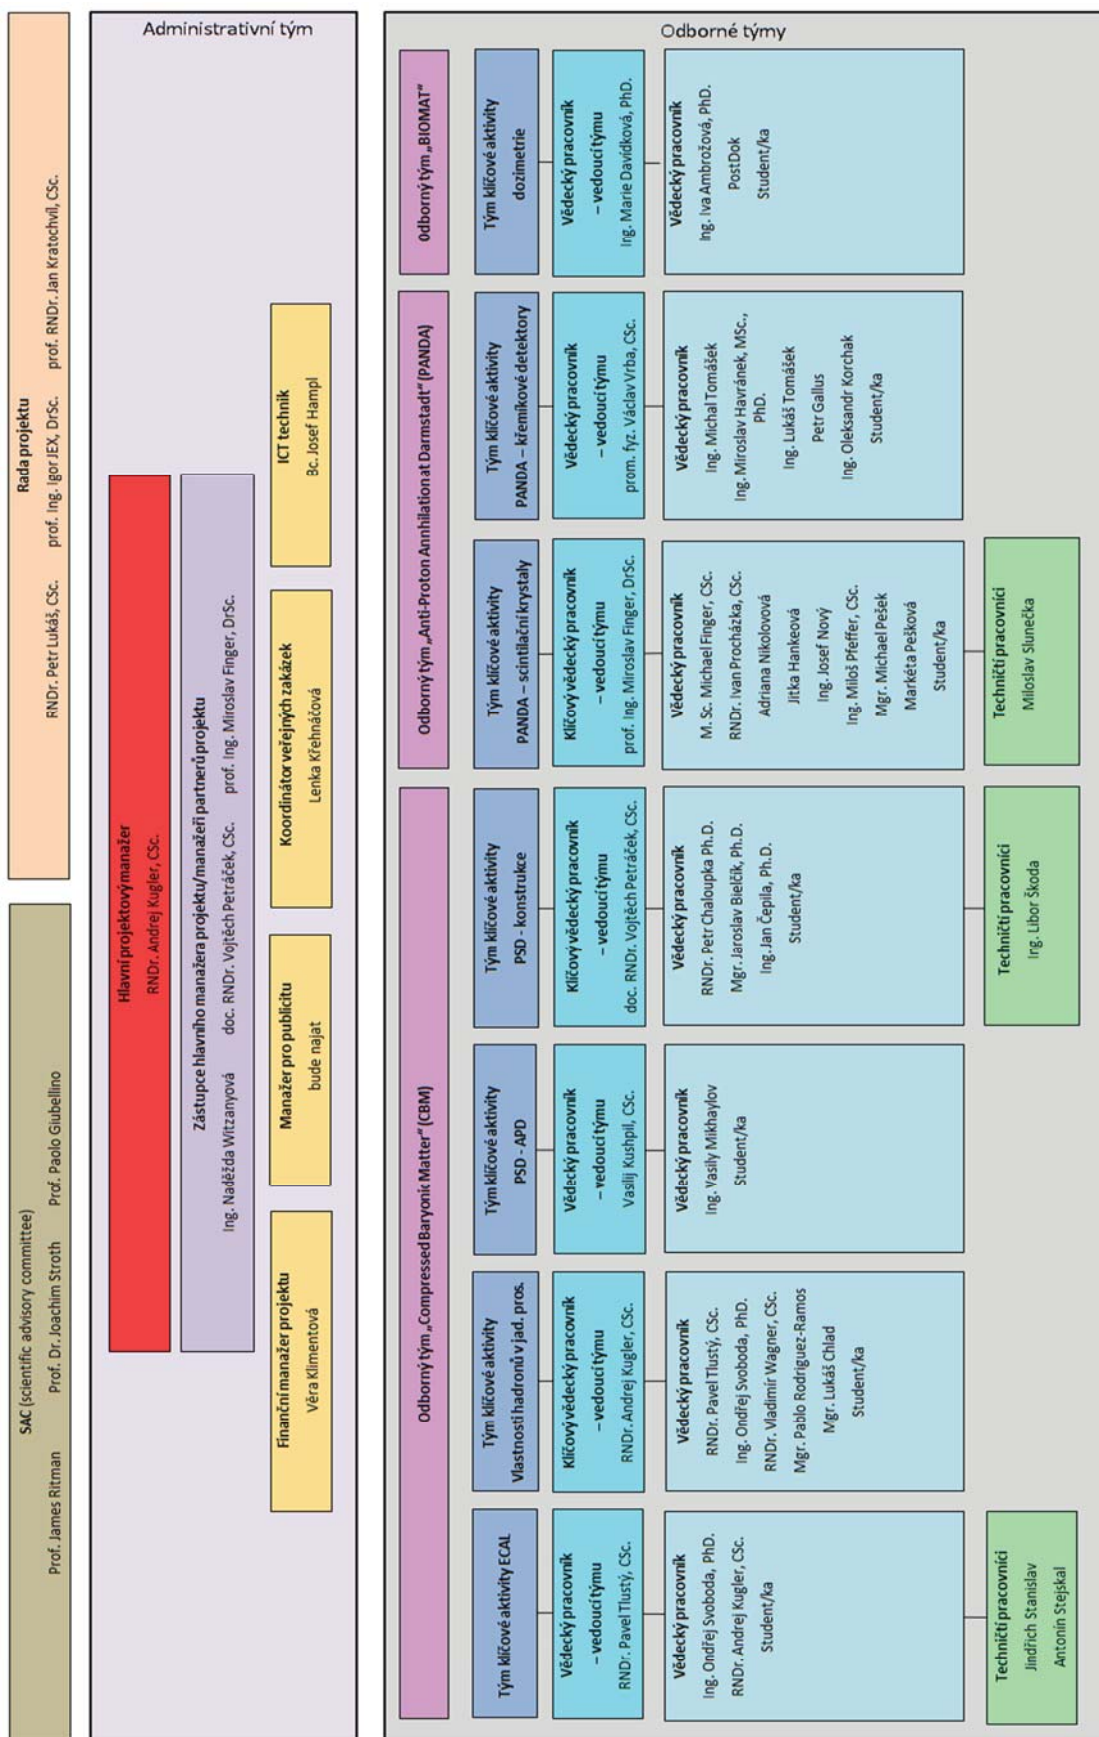 SAC (scientific advisory committee)
Prof. James Ritman Prof. Dr. Joachim Stroth Prof. Paolo Giubellino
Rada projektu
RNDr. Petr Lukáš, CSc. prof. Ing. Igor JEX, DrSc. prof. RNDr. Jan Kratochvíl, CSc.
Administrativní tým
Hlavní projektový manažer
RNDr. Andrej Kugler, CSc.
Zástupce hlavního manažera projektu/manažeři partnerů projektu
Ing. Naděžda Witzanyová doc. RNDr. Vojtěch Petráček, CSc. prof. Ing. Miroslav Finger, DrSc.
Finanční manažer projektu
Věra Klimentová
Manažer pro publicitu
bude najat
Koordinátor veřejných zakázek
Lenka Křehnáčová
ICT technik
Bc. Josef Hampl
Odborné týmy
Odborný tým „Compressed Baryonic Matter“ (CBM)
Tým klíčové aktivity ECAL
Vědecký pracovník
– vedoucí týmu
RNDr. Pavel Tlustý, CSc.
Vědecký pracovník
Ing. Ondřej Svoboda, PhD.
RNDr. Andrej Kugler, CSc.
Student/ka
Techničtí pracovníci
Jindřich Stanislav
Antonín Stejskal
Tým klíčové aktivity
Vlastnosti hadronů v jad. pros.
Klíčový vědecký pracovník
– vedoucí týmu
RNDr. Andrej Kugler, CSc.
Vědecký pracovník
RNDr. Pavel Tlustý, CSc.
Ing. Ondřej Svoboda, PhD.
RNDr. Vladimír Wagner, CSc.
Mgr. Pablo Rodriguez-Ramos
Mgr. Lukáš Chlad
Student/ka
Tým klíčové aktivity
PSD - APD
Vědecký pracovník
– vedoucí týmu
Vasilij Kushpil, CSc.
Vědecký pracovník
Ing. Vasily Mikhaylov
Student/ka
Tým klíčové aktivity
PSD - konstrukce
Klíčový vědecký pracovník
– vedoucí týmu
doc. RNDr. Vojtěch Petráček, CSc.
Vědecký pracovník
RNDr. Petr Chaloupka Ph.D.
Mgr. Jaroslav Bielčík, Ph.D.
Ing.Jan Čepila, Ph.D.
Student/ka
Techničtí pracovníci
Ing. Libor Škoda
Odborný tým „Anti-Proton Annhilation at Darmstadt“ (PANDA)
Tým klíčové aktivity
PANDA – scintilační krystaly
Klíčový vědecký pracovník
– vedoucí týmu
prof. Ing. Miroslav Finger, DrSc.
Vědecký pracovník
M. Sc. Michael Finger, CSc.
RNDr. Ivan Procházka, CSc.
Adriana Nikolovová
Jitka Hankeová
Ing. Josef Nový
Ing. Miloš Pfeffer, CSc.
Mgr. Michael Pešek
Markéta Pešková
Student/ka
Techničtí pracovníci
Miloslav Slunečka
Tým klíčové aktivity
PANDA – křemíkové detektory
Vědecký pracovník
– vedoucí týmu
prom. fyz. Václav Vrba, CSc.
Vědecký pracovník
Ing. Michal Tomášek
Ing. Miroslav Havránek, MSc.,
PhD.
Ing. Lukáš Tomášek
Petr Gallus
Ing. Oleksandr Korchak
Student/ka
Odborný tým „BIOMAT“
Tým klíčové aktivity
dozimetrie
Vědecký pracovník
– vedoucí týmu
Ing. Marie Davídková, PhD.
Vědecký pracovník
Ing. Iva Ambrožová, PhD.
PostDok
Student/ka